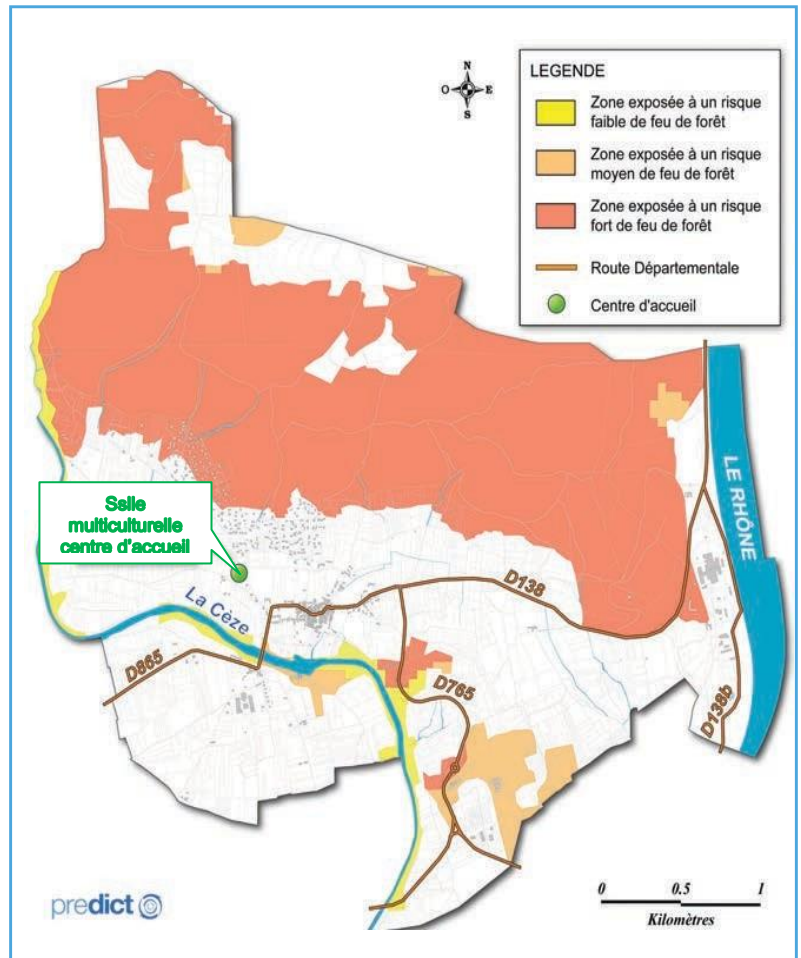 N
O
E
S
LEGENDE
Zone exposée à un risque
faible de feu de forêt
Zone exposée à un risque
moyen de feu de forêt
Zone exposée à un risque
fort de feu de forêt
Route Départementale
Centre d'accueil
LE RHÔNE
Sslle
multiculturelle
centre d'accueil
La Cèze
D138
D865
D765
D138b
predict
0 0.5 1
Kilomètres